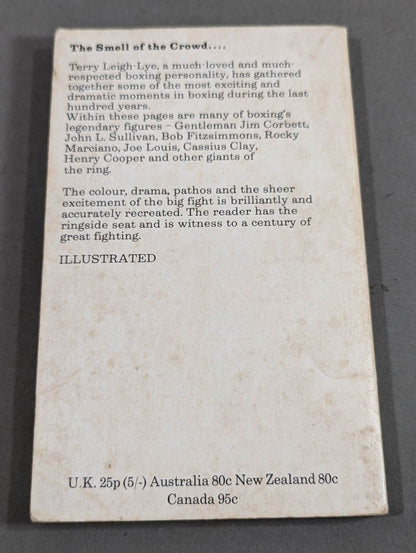 The Smell of the Crowd....
Terry Leigh-Lye, a much-loved and much-
respected boxing personality, has gathered
together some of the most exciting and
dramatic moments in boxing during the last
hundred years.
Within these pages are many of boxing's
legendary figures - Gentleman Jim Corbett,
John L. Sullivan, Bob Fitzsimmons, Rocky
Marciano, Joe Louis, Cassius Clay,
Henry Cooper and other giants of
the ring.
The colour, drama, pathos and the sheer
excitement of the big fight is brilliantly and
accurately recreated. The reader has the
ringside seat and is witness to a century of
great fighting.
ILLUSTRATED
U.K. 25p (5/-) Australia 80c New Zealand 80c
Canada 95c